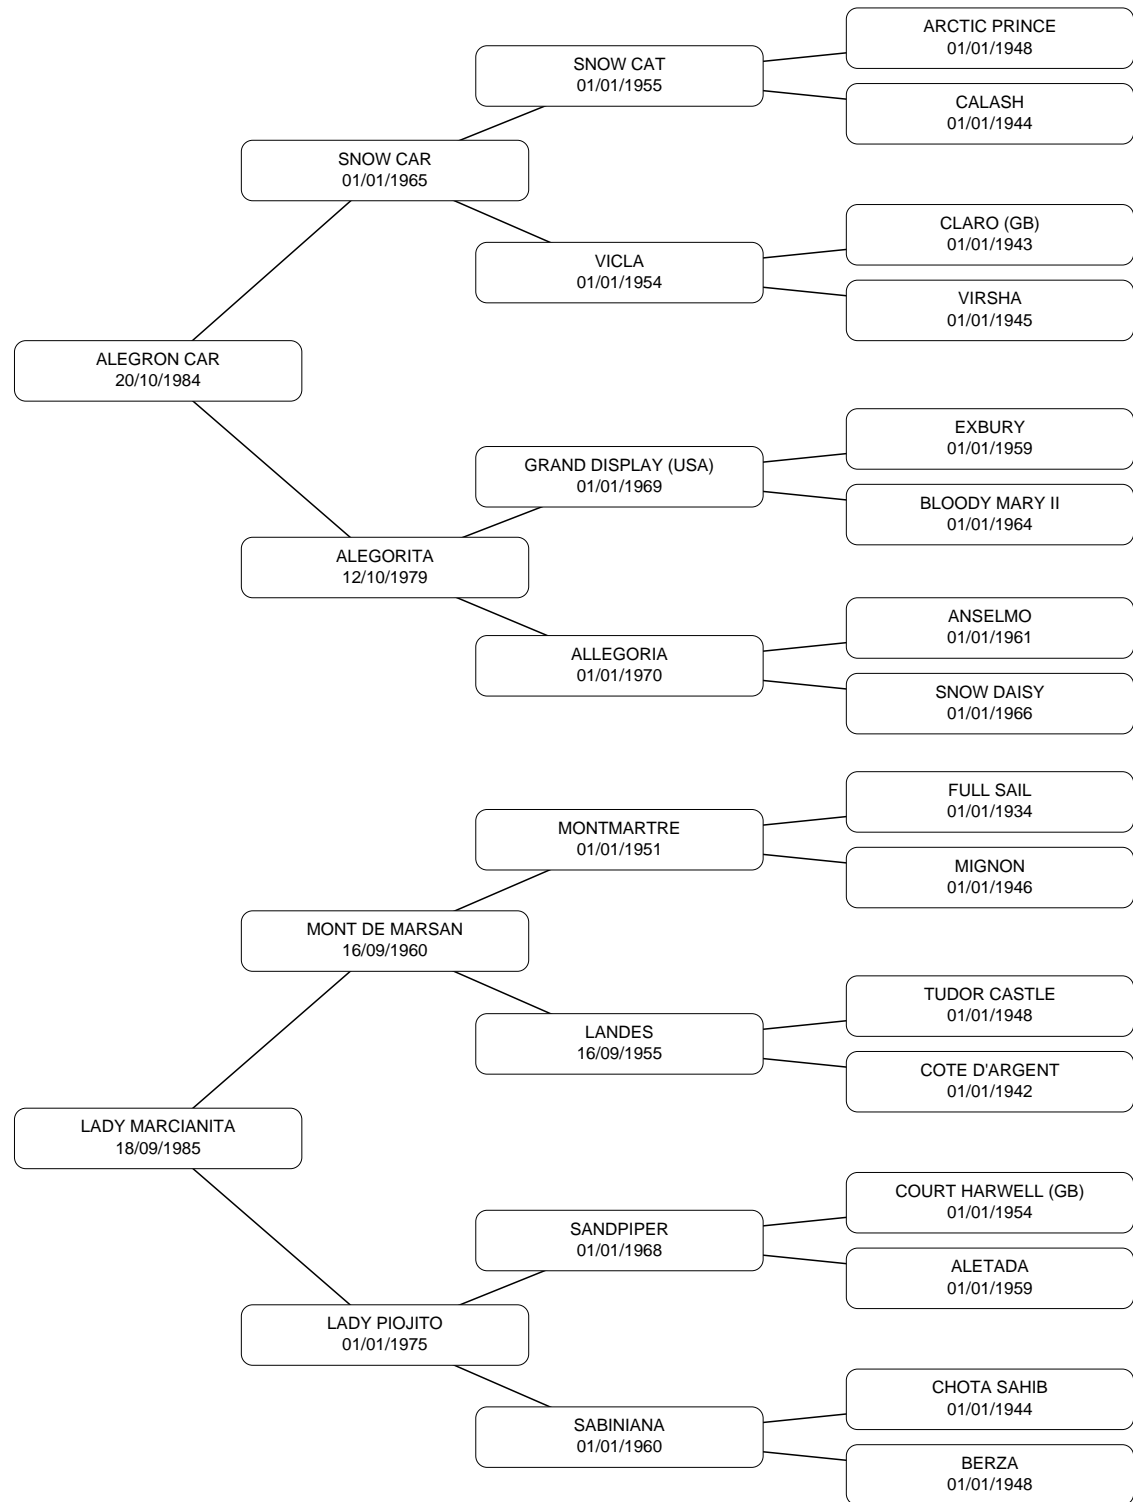 ARCTIC PRINCE
01/01/1948
SNOW CAT
01/01/1955
CALASH
01/01/1944
SNOW CAR
01/01/1965
CLARO (GB)
01/01/1943
VICLA
01/01/1954
VIRSHA
01/01/1945
ALEGRON CAR
20/10/1984
EXBURY
01/01/1959
GRAND DISPLAY (USA)
01/01/1969
BLOODY MARY II
01/01/1964
ALEGORITA
12/10/1979
ANSELMO
01/01/1961
ALLEGORIA
01/01/1970
SNOW DAISY
01/01/1966
FULL SAIL
01/01/1934
MONTMARTRE
01/01/1951
MIGNON
01/01/1946
MONT DE MARSAN
16/09/1960
TUDOR CASTLE
01/01/1948
LANDES
16/09/1955
COTE D'ARGENT
01/01/1942
LADY MARCIANITA
18/09/1985
COURT HARWELL (GB)
01/01/1954
SANDPIPER
01/01/1968
ALETADA
01/01/1959
LADY PIOJITO
01/01/1975
CHOTA SAHIB
01/01/1944
SABINIANA
01/01/1960
BERZA
01/01/1948